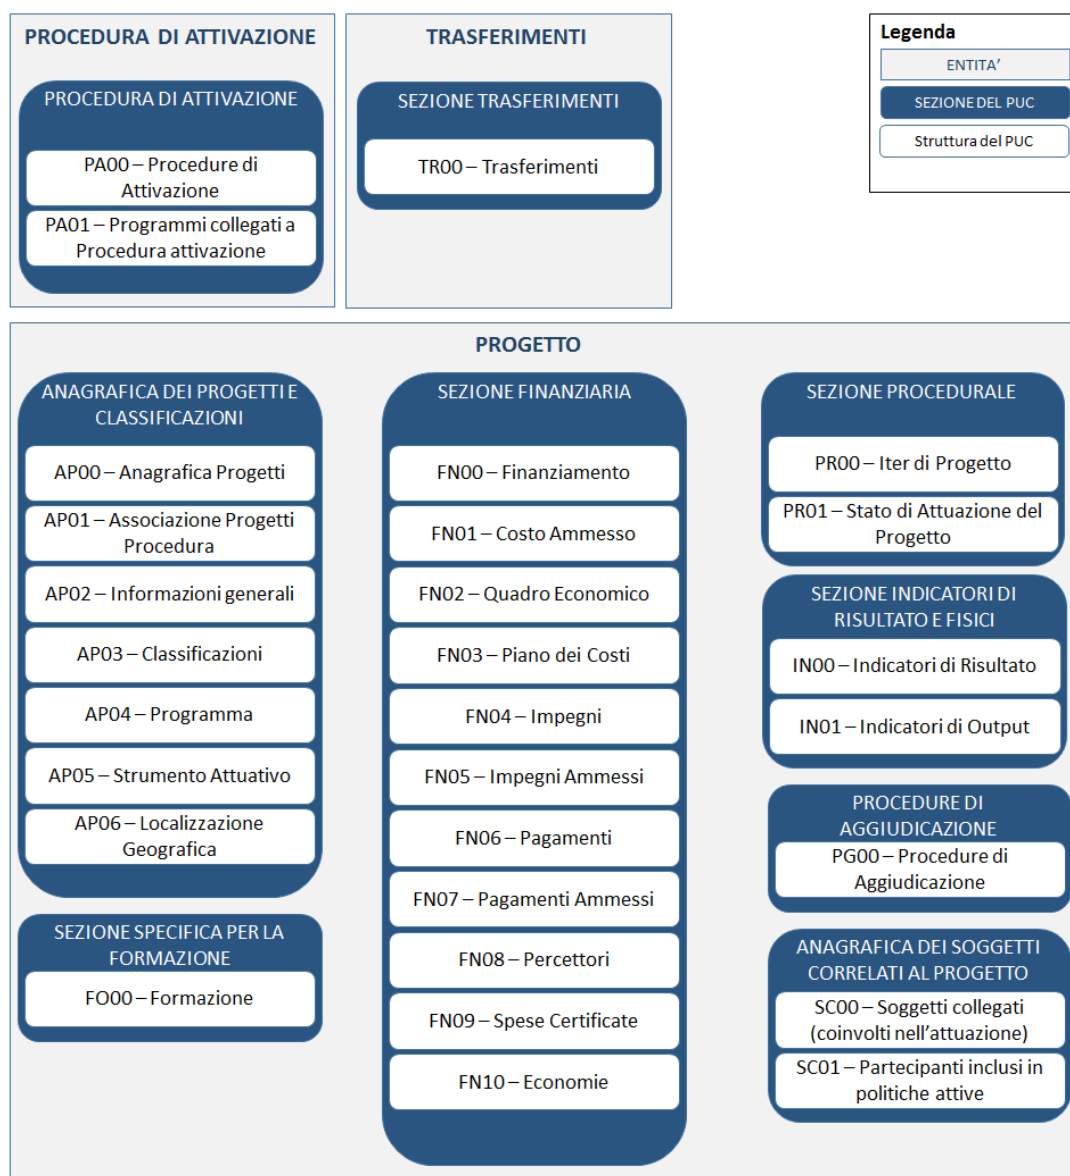 PROCEDURA DI ATTIVAZIONE
PROCEDURA DI ATTIVAZIONE
PA00 – Procedure di
Attivazione
PA01 – Programmi collegati a
Procedura attivazione
TRASFERIMENTI
SEZIONE TRASFERIMENTI
TR00 – Trasferimenti
Legenda
ENTITA’
SEZIONE DEL PUC
Struttura del PUC
PROGETTO
ANAGRAFICA DEI PROGETTI E
CLASSIFICAZIONI
AP00 – Anagrafica Progetti
AP01 – Associazione Progetti
Procedura
AP02 – Informazioni generali
AP03 – Classificazioni
AP04 – Programma
AP05 – Strumento Attuativo
AP06 – Localizzazione
Geografica
SEZIONE SPECIFICA PER LA
FORMAZIONE
FO00 – Formazione
SEZIONE FINANZIARIA
FN00 – Finanziamento
FN01 – Costo Ammesso
FN02 – Quadro Economico
FN03 – Piano dei Costi
FN04 – Impegni
FN05 – Impegni Ammessi
FN06 – Pagamenti
FN07 – Pagamenti Ammessi
FN08 – Percettori
FN09 – Spese Certificate
FN10 – Economie
SEZIONE PROCEDURALE
PR00 – Iter di Progetto
PR01 – Stato di Attuazione del
Progetto
SEZIONE INDICATORI DI
RISULTATO E FISICI
IN00 – Indicatori di Risultato
IN01 – Indicatori di Output
PROCEDURE DI
AGGIUDICAZIONE
PG00 – Procedure di
Aggiudicazione
ANAGRAFICA DEI SOGGETTI
CORRELATI AL PROGETTO
SC00 – Soggetti collegati
(coinvolti nell’attuazione)
SC01 – Partecipanti inclusi in
politiche attive